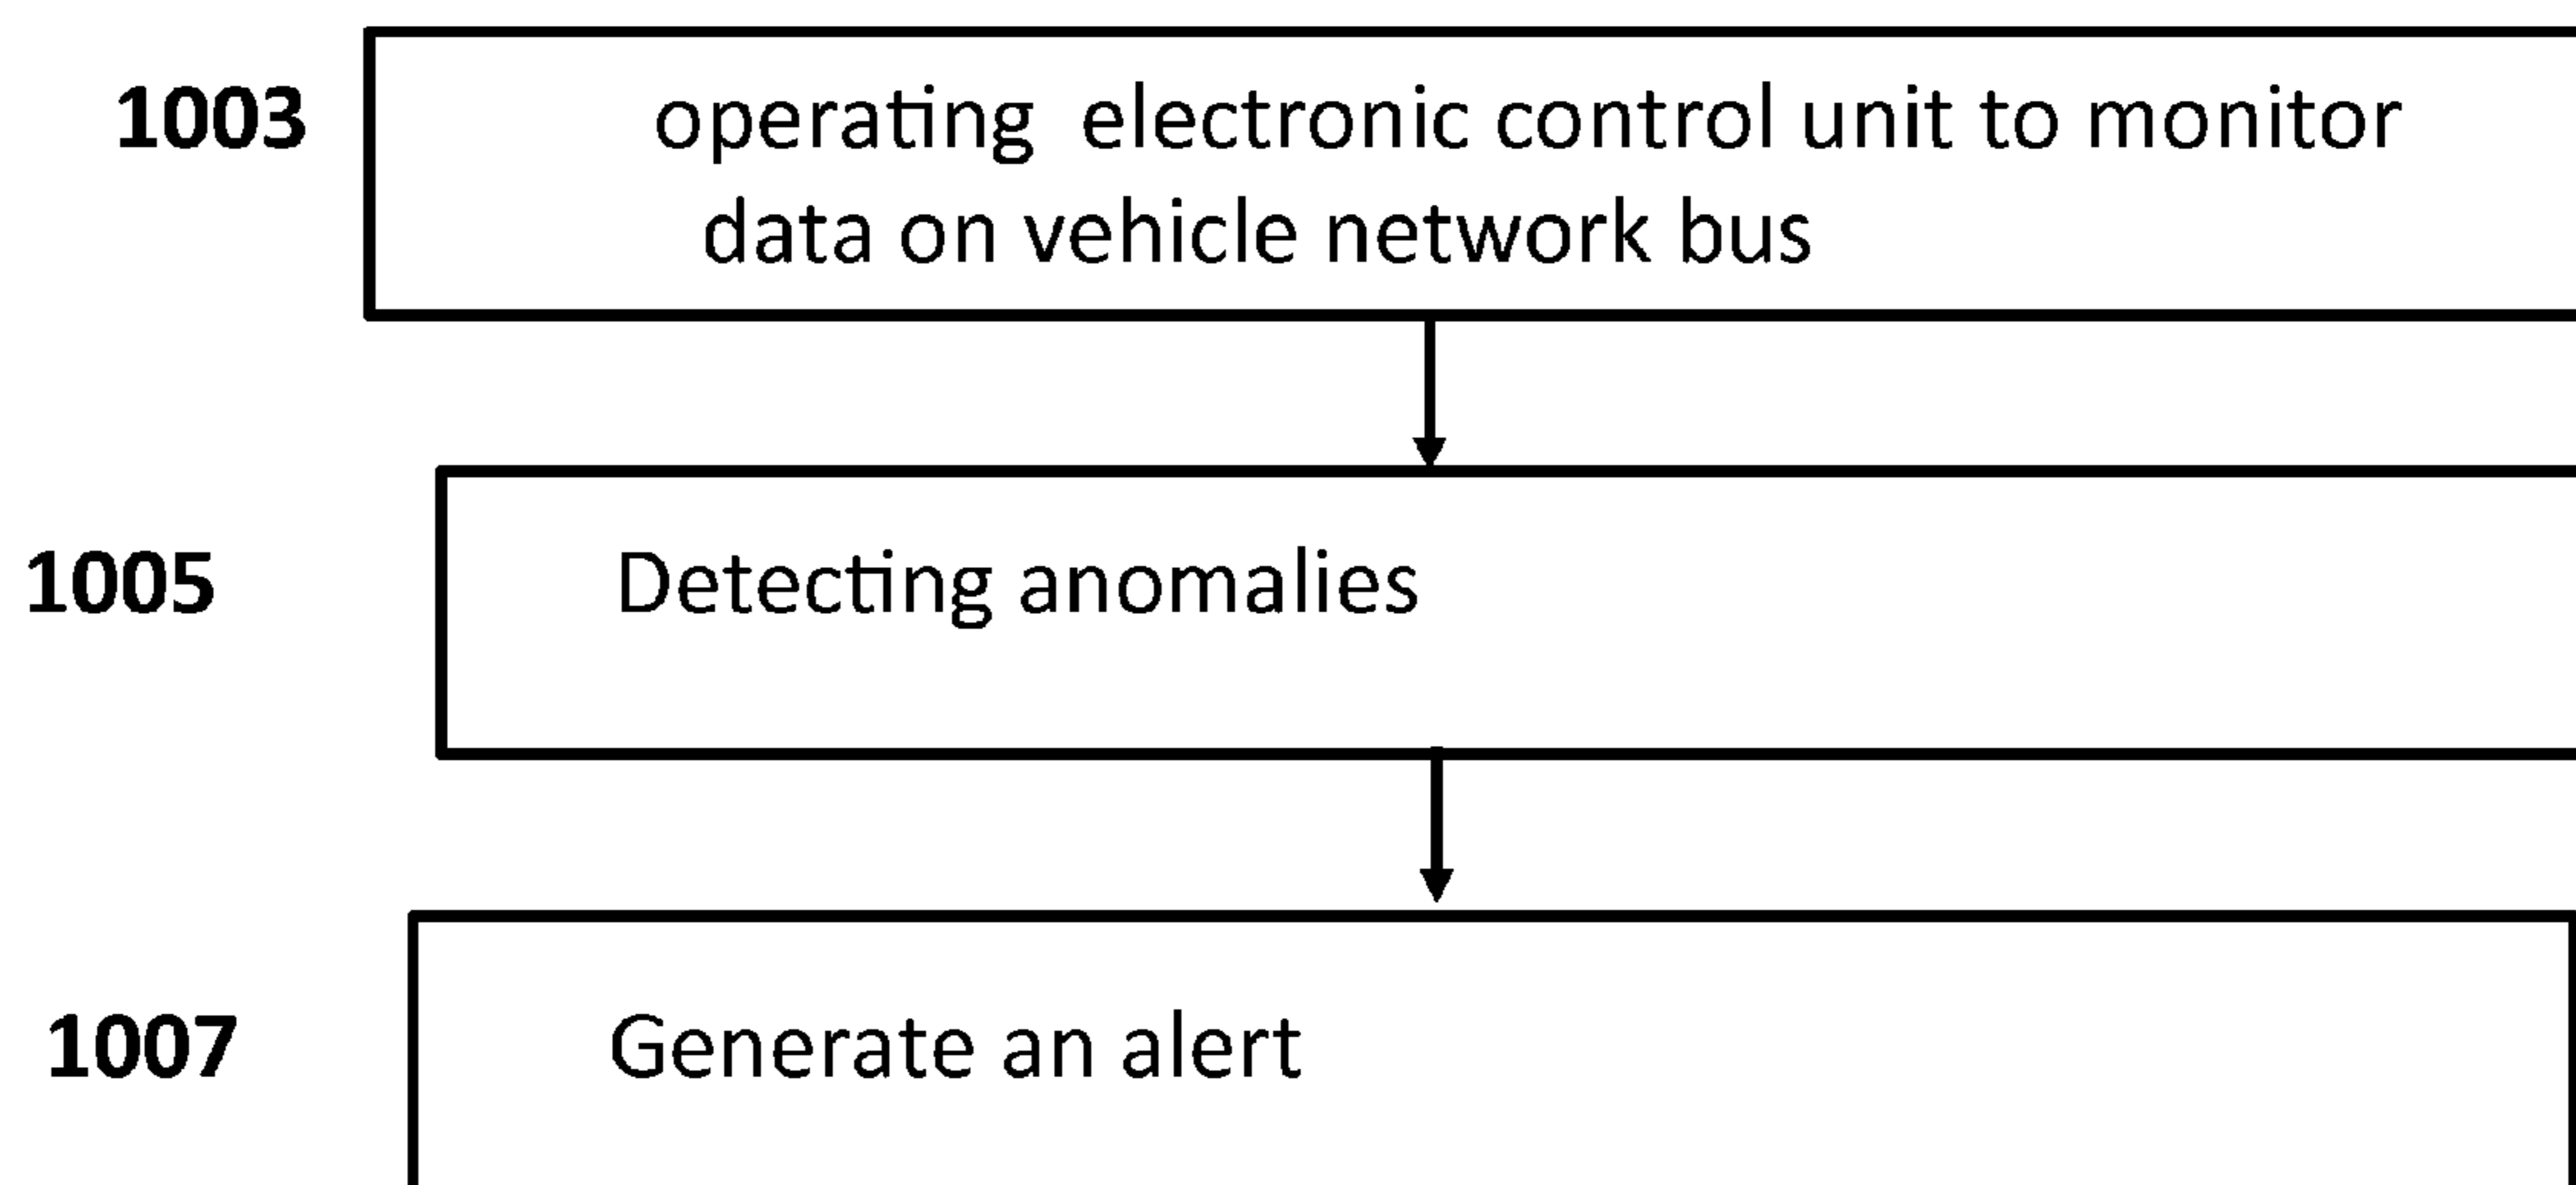 1003
operating electronic control unit to monitor
data on vehicle network bus
1005
Detecting anomalies
1007
Generate an alert